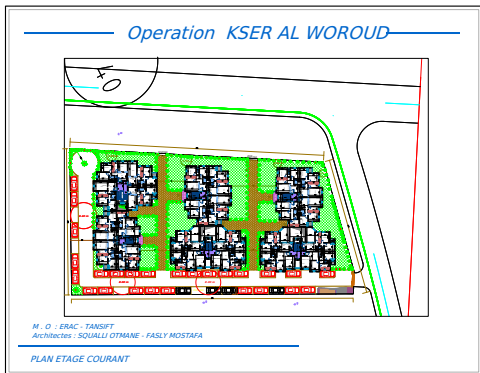 Operation KSER AL WOROUD
M . O : ERAC - TANSIFT
Architectes : SQUALLI OTMANE - FASLY MOSTAFA
PLAN ETAGE COURANT